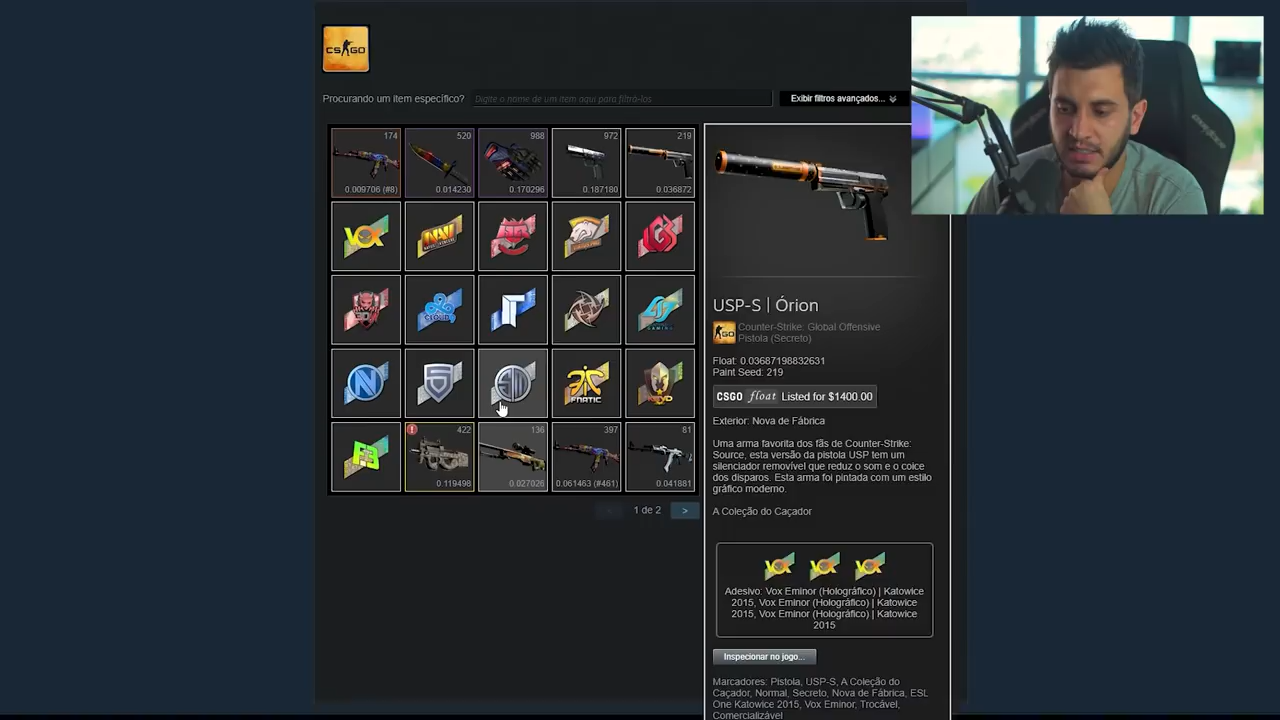 CS GO
Procurando um item específico?
Digite o nome de um item aqui para filtrá-los
Exibir filtros avançados...
174
520
988
972
219
0.009706 (#8)
0.014230
0.170296
0.187180
0.036872
VOX
CLOUD9
FNATIC
422
136
397
81
0.119498
0.027026
0.061463 (#461)
0.041881
1 de 2
>
USP-S | Órion
Counter-Strike: Global Offensive
Pistola (Secreto)
Float: 0.03687198832631
Paint Seed: 219
CSGO float Listed for $1400.00
Exterior: Nova de Fábrica
Uma arma favorita dos fãs de Counter-Strike:
Source, esta versão da pistola USP tem um
silenciador removível que reduz o som e o coice
dos disparos. Esta arma foi pintada com um estilo
gráfico moderno.
A Coleção do Caçador
Adesivo: Vox Eminor (Holográfico) | Katowice
2015, Vox Eminor (Holográfico) | Katowice
2015, Vox Eminor (Holográfico) | Katowice
2015
Inspecionar no jogo...
Marcadores: Pistola, USP-S, A Coleção do
Caçador, Normal, Secreto, Nova de Fábrica, ESL
One Katowice 2015, Vox Eminor, Trocável,
Comercializável